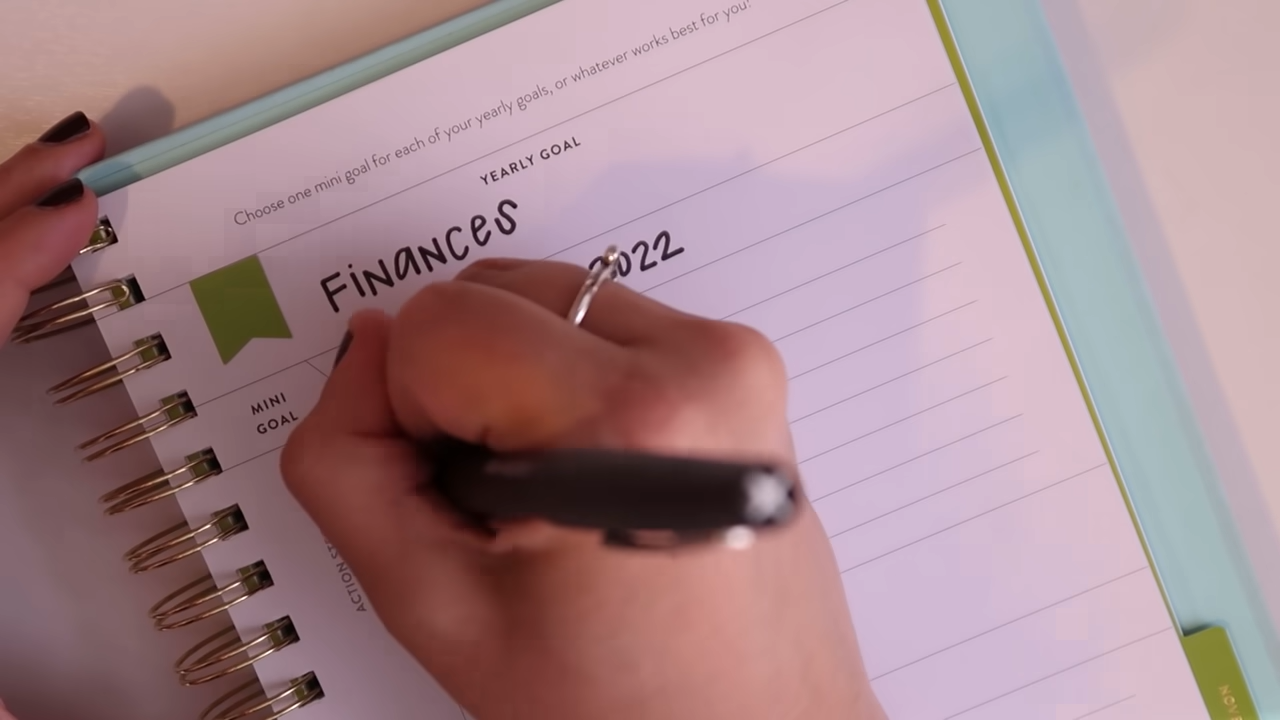 Choose one mini goal for each of your yearly goals, or whatever works best for you!
YEARLY GOAL
FiNANCES
2022
MINI
GOAL